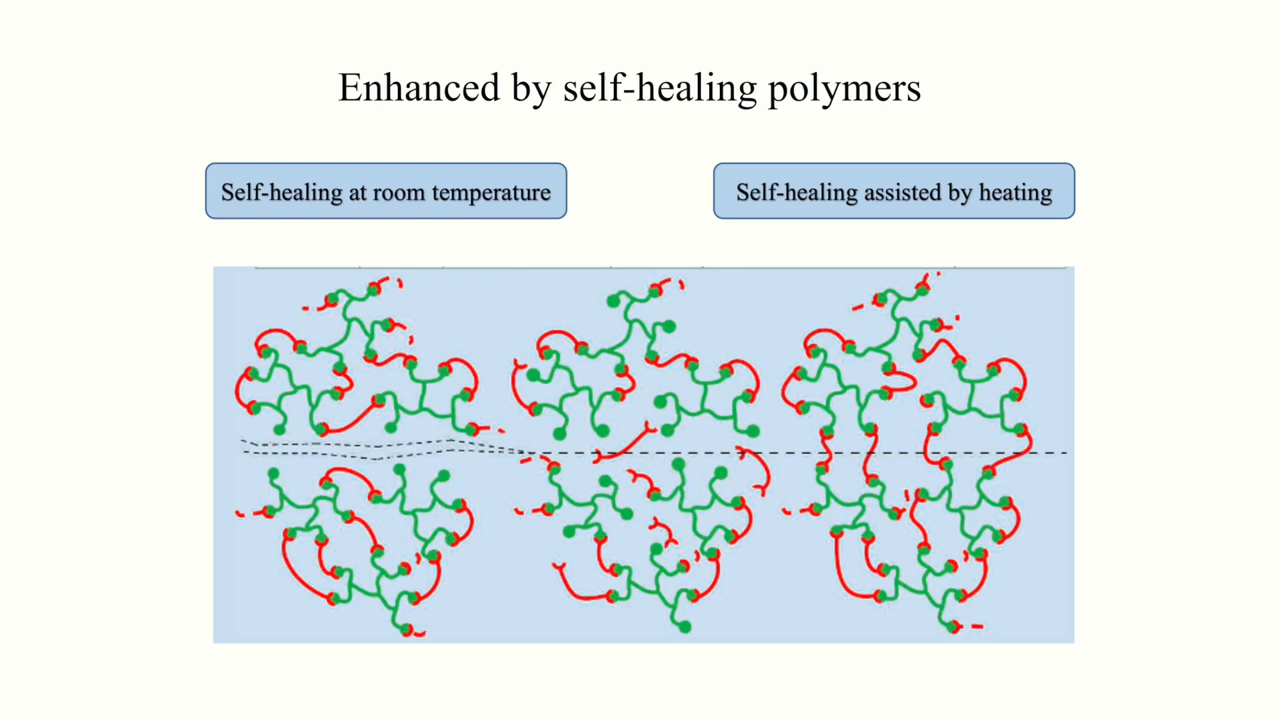 Enhanced by self-healing polymers
Self-healing at room temperature
Self-healing assisted by heating